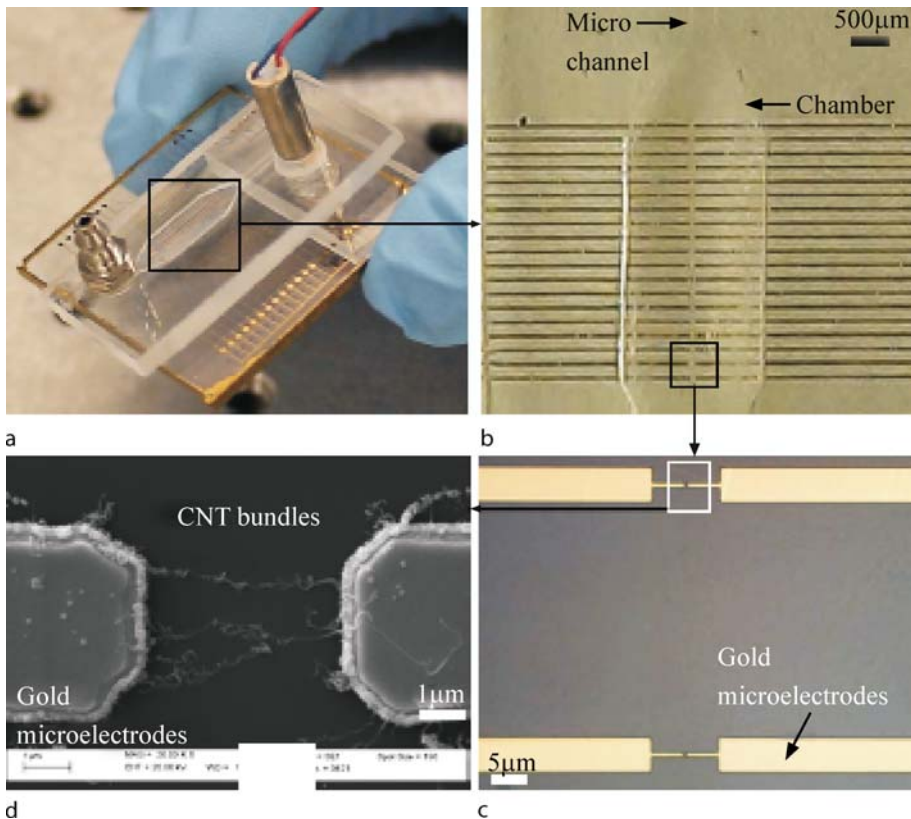 Micro
channel
500μm
Chamber
a
b
CNT bundles
Gold
microelectrodes
1μm
d
Gold
microelectrodes
5μm
c